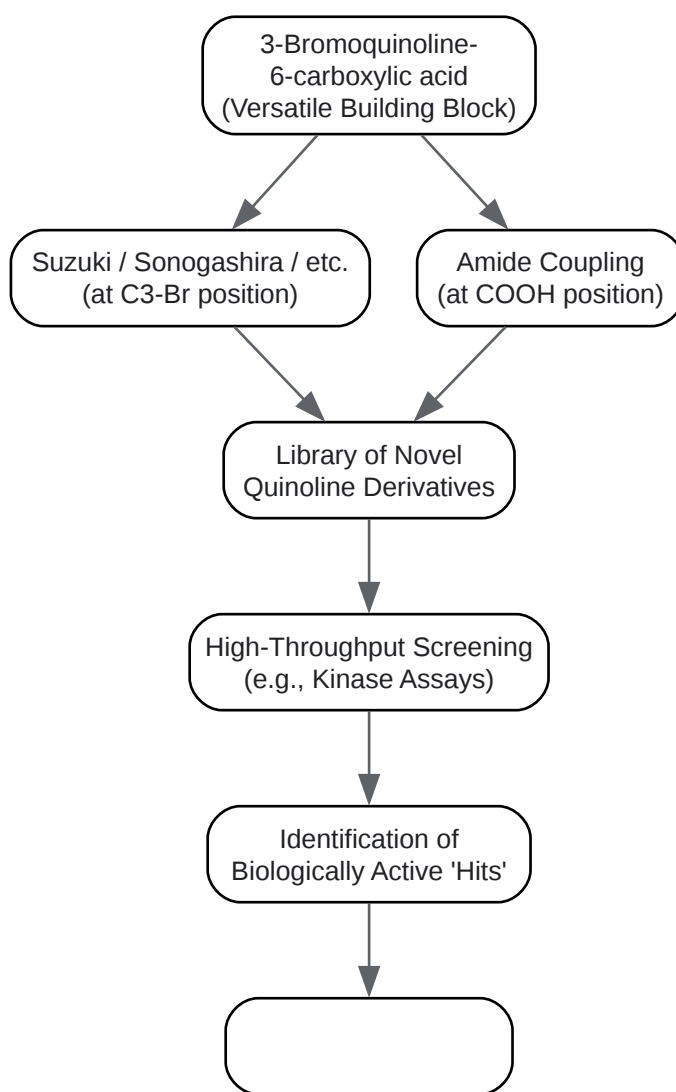 3-Bromoquinoline-
6-carboxylic acid
(Versatile Building Block)
Suzuki / Sonogashira / etc.
(at C3-Br position)
Amide Coupling
(at COOH position)
Library of Novel
Quinoline Derivatives
High-Throughput Screening
(e.g., Kinase Assays)
Identification of
Biologically Active 'Hits'